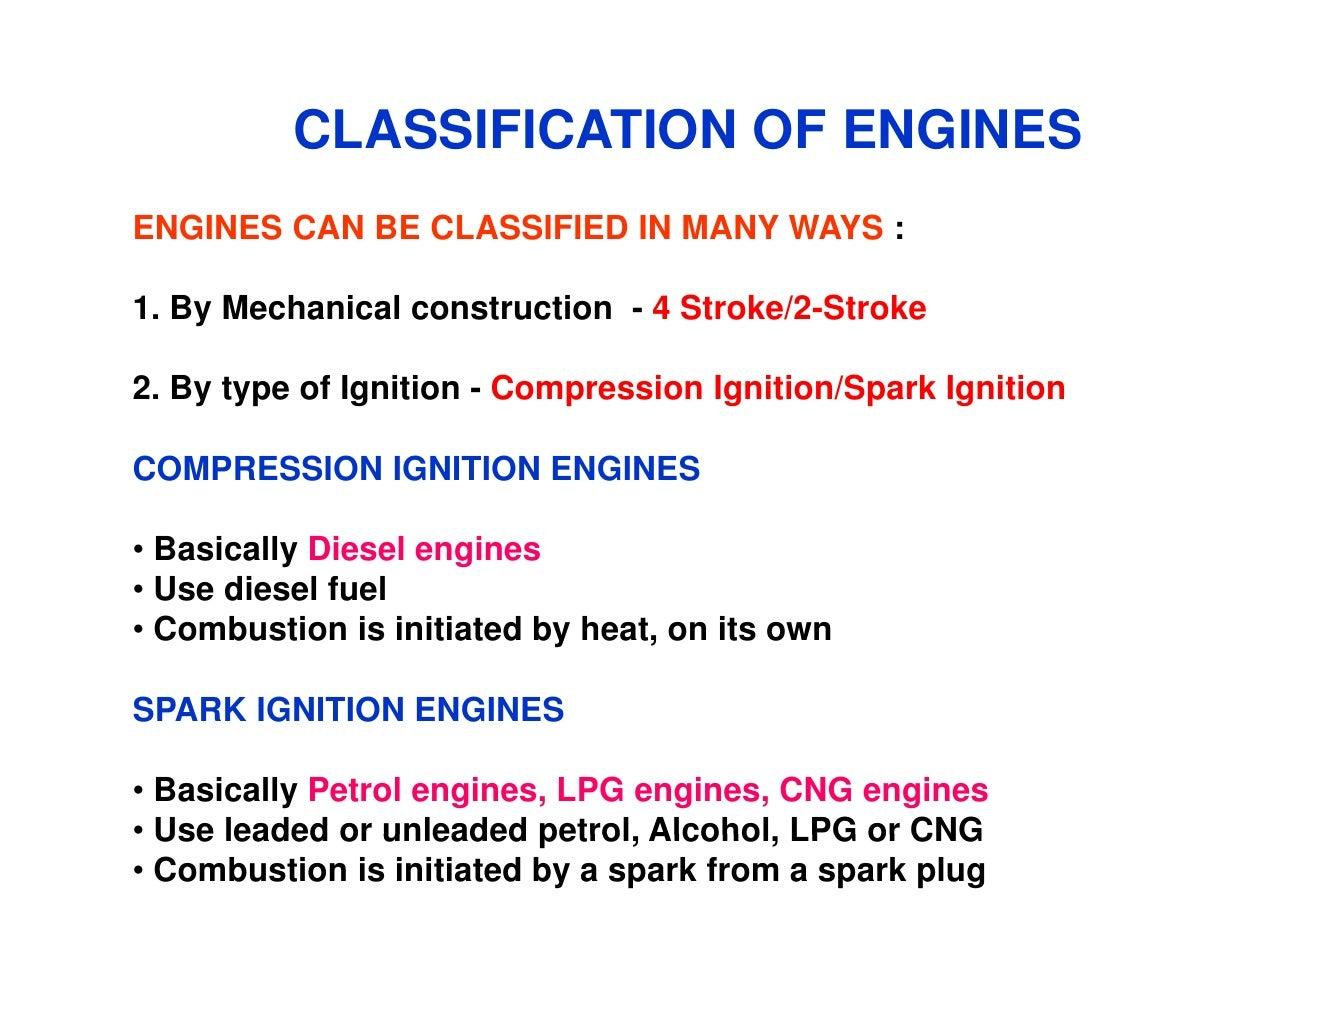 CLASSIFICATION OF ENGINES
ENGINES CAN BE CLASSIFIED IN MANY WAYS :
1. By Mechanical construction  - 4 Stroke/2-Stroke
2. By type of Ignition - Compression Ignition/Spark Ignition
COMPRESSION IGNITION ENGINES
• Basically Diesel engines
• Use diesel fuel
• Combustion is initiated by heat, on its own
SPARK IGNITION ENGINES
• Basically Petrol engines, LPG engines, CNG engines
• Use leaded or unleaded petrol, Alcohol, LPG or CNG
• Combustion is initiated by a spark from a spark plug